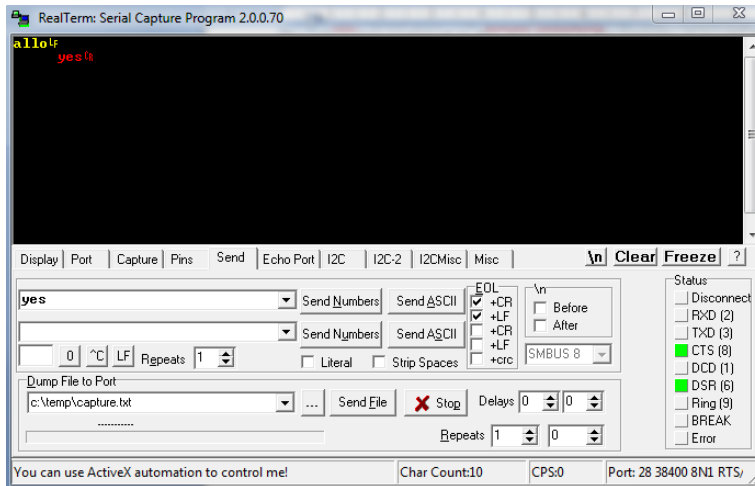 RealTerm: Serial Capture Program 2.0.0.70
allo LF
yes CR
Display Port Capture Pins Send Echo Port I2C I2C-2 I2CMisc Misc \n Clear Freeze ?
yes Send Numbers Send ASCII
Send Numbers Send ASCII
0 ^C LF Repeats 1 Literal Strip Spaces
EOL
+CR
+LF
+CR
+LF
+crc
\n
Before
After
SMBUS 8
Dump File to Port
c:\temp\capture.txt ... Send File Stop Delays 0 0
Repeats 1 0
Status
Disconnect
RXD (2)
TXD (3)
CTS (8)
DCD (1)
DSR (6)
Ring (9)
BREAK
Error
You can use ActiveX automation to control me! Char Count:10 CPS:0 Port: 28 38400 8N1 RTS/